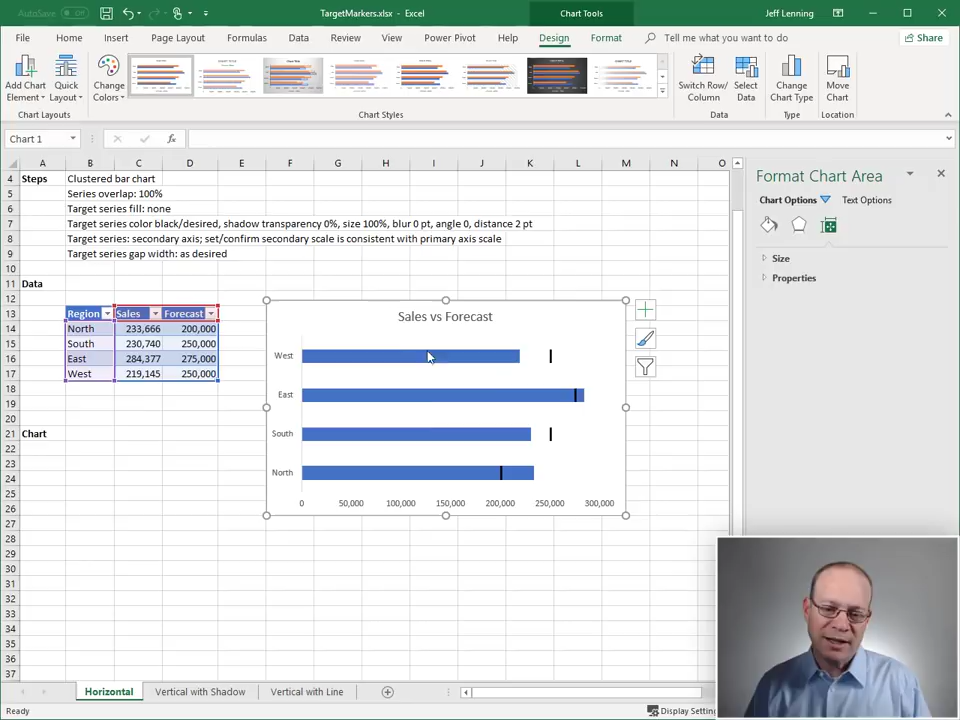 AutoSave Off TargetMarkers.xlsx - Excel Chart Tools Jeff Lenning
File Home Insert Page Layout Formulas Data Review View Power Pivot Help Design Format Tell me what you want to do Share
Add Chart Element
Quick Layout
Change Colors
Switch Row/ Column
Select Data
Change Chart Type
Move Chart
Chart Layouts Chart Styles Data Type Location
Chart 1 fx
A B C D E F G H I J K L M N O
4 Steps Clustered bar chart
5 Series overlap: 100%
6 Target series fill: none
7 Target series color black/desired, shadow transparency 0%, size 100%, blur 0 pt, angle 0, distance 2 pt
8 Target series: secondary axis; set/confirm secondary scale is consistent with primary axis scale
9 Target series gap width: as desired
10
11 Data
12
13 Region Sales Forecast
14 North 233,666 200,000
15 South 230,740 250,000
16 East 284,377 275,000
17 West 219,145 250,000
18
19
20
21 Chart
22
23
24
25
26
27
28
29
30
31
32
33
34
35
36
37
Sales vs Forecast
West
East
South
North
0 50,000 100,000 150,000 200,000 250,000 300,000
Format Chart Area
Chart Options Text Options
Size
Properties
Horizontal Vertical with Shadow Vertical with Line
Ready Display Settin